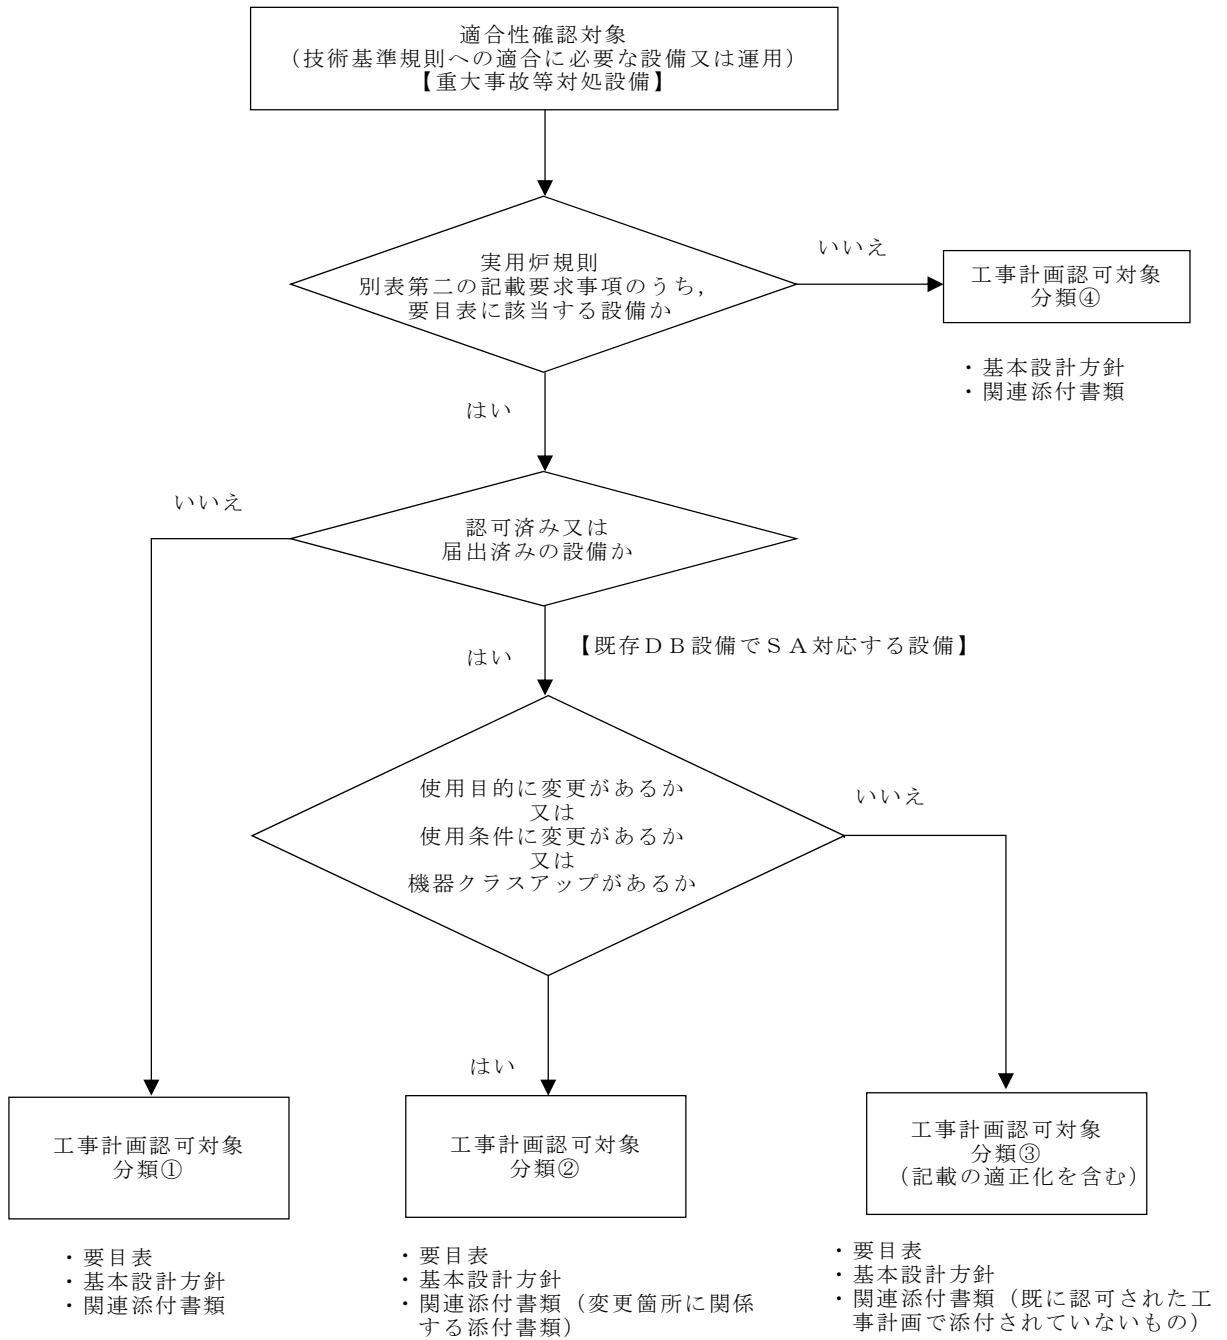 適合性確認対象
（技術基準規則への適合に必要な設備又は運用）
【重大事故等対処設備】
実用炉規則
別表第二の記載要求事項のうち，
要目表に該当する設備か
いいえ
工事計画認可対象
分類④
・基本設計方針
・関連添付書類
はい
いいえ
認可済み又は
届出済みの設備か
はい
【既存ＤＢ設備でＳＡ対応する設備】
使用目的に変更があるか
又は
使用条件に変更があるか
又は
機器クラスアップがあるか
いいえ
はい
工事計画認可対象
分類①
・要目表
・基本設計方針
・関連添付書類
工事計画認可対象
分類②
・要目表
・基本設計方針
・関連添付書類（変更箇所に関係
する添付書類）
工事計画認可対象
分類③
（記載の適正化を含む）
・要目表
・基本設計方針
・関連添付書類（既に認可された工
事計画で添付されていないもの）